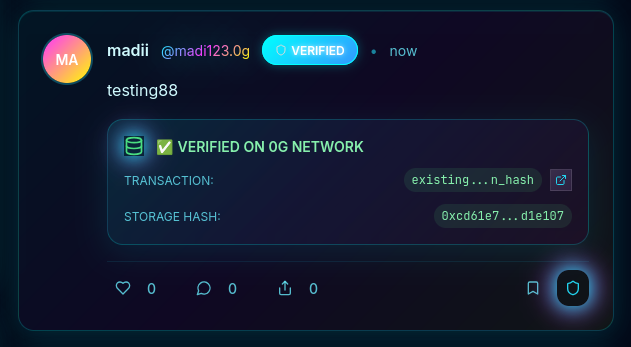 MA
madii @madi123.0g VERIFIED • now
testing88
✅ VERIFIED ON 0G NETWORK
TRANSACTION: existing...n_hash
STORAGE HASH: 0xcd61e7...d1e107
0 0 0